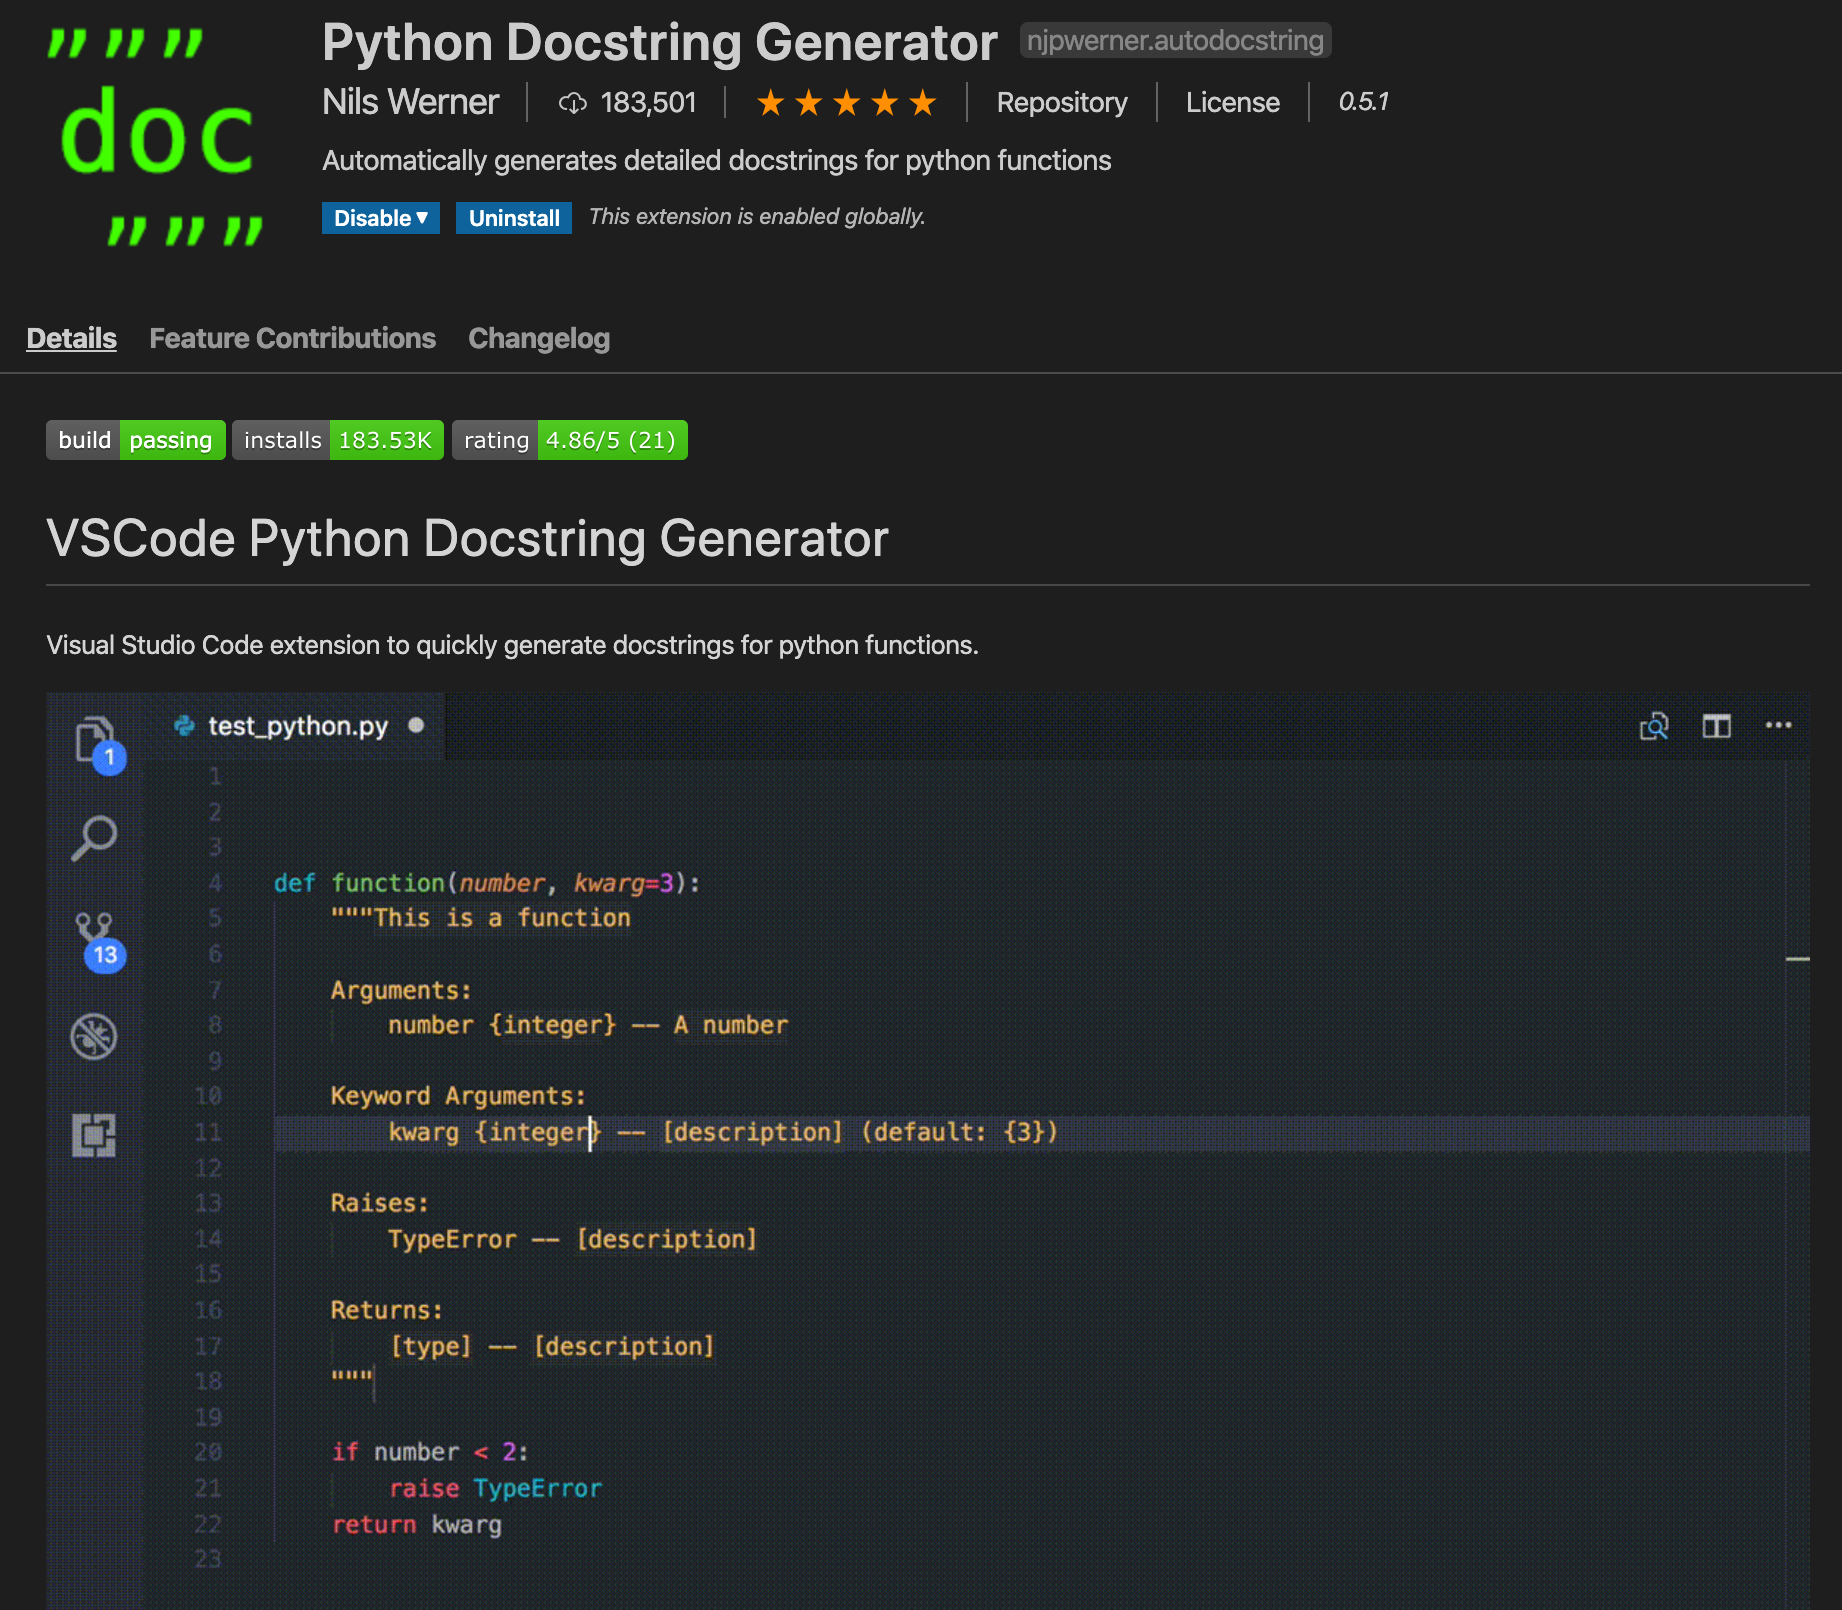 ””” doc ”””
Python Docstring Generator njpwerner.autodocstring
Nils Werner 183,501 Repository License 0.5.1
Automatically generates detailed docstrings for python functions
Disable▼ Uninstall This extension is enabled globally.
Details Feature Contributions Changelog
build passing installs 183.53K rating 4.86/5 (21)
VSCode Python Docstring Generator
Visual Studio Code extension to quickly generate docstrings for python functions.
1
13
test_python.py
1
2
3
4 def function(number, kwarg=3):
5 """This is a function
6
7 Arguments:
8 number {integer} -- A number
9
10 Keyword Arguments:
11 kwarg {integer} -- [description] (default: {3})
12
13 Raises:
14 TypeError -- [description]
15
16 Returns:
17 [type] -- [description]
18 """
19
20 if number < 2:
21 raise TypeError
22 return kwarg
23